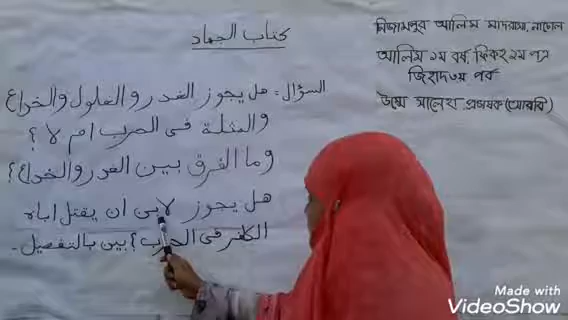 كتاب الجهاد
السؤال: هل يجوز الغدر والغلول والخداع
والمثلة فى الحرب ام لا؟
وما الفرق بين الغدر والخداع؟
هل يجوز لابن ان يقتل اباه
الكافر فى الحرب؟ بين بالتفصيل -
নিজামপুর আলিম মাদরাসা, নাচোল
আলিম ১ম বর্ষ, ফিকহ ১ম পত্র
জিহাদ ৩য় পর্ব
উম্মে সালেহা, প্রভাষক (আরবি)
Made with
VideoShow